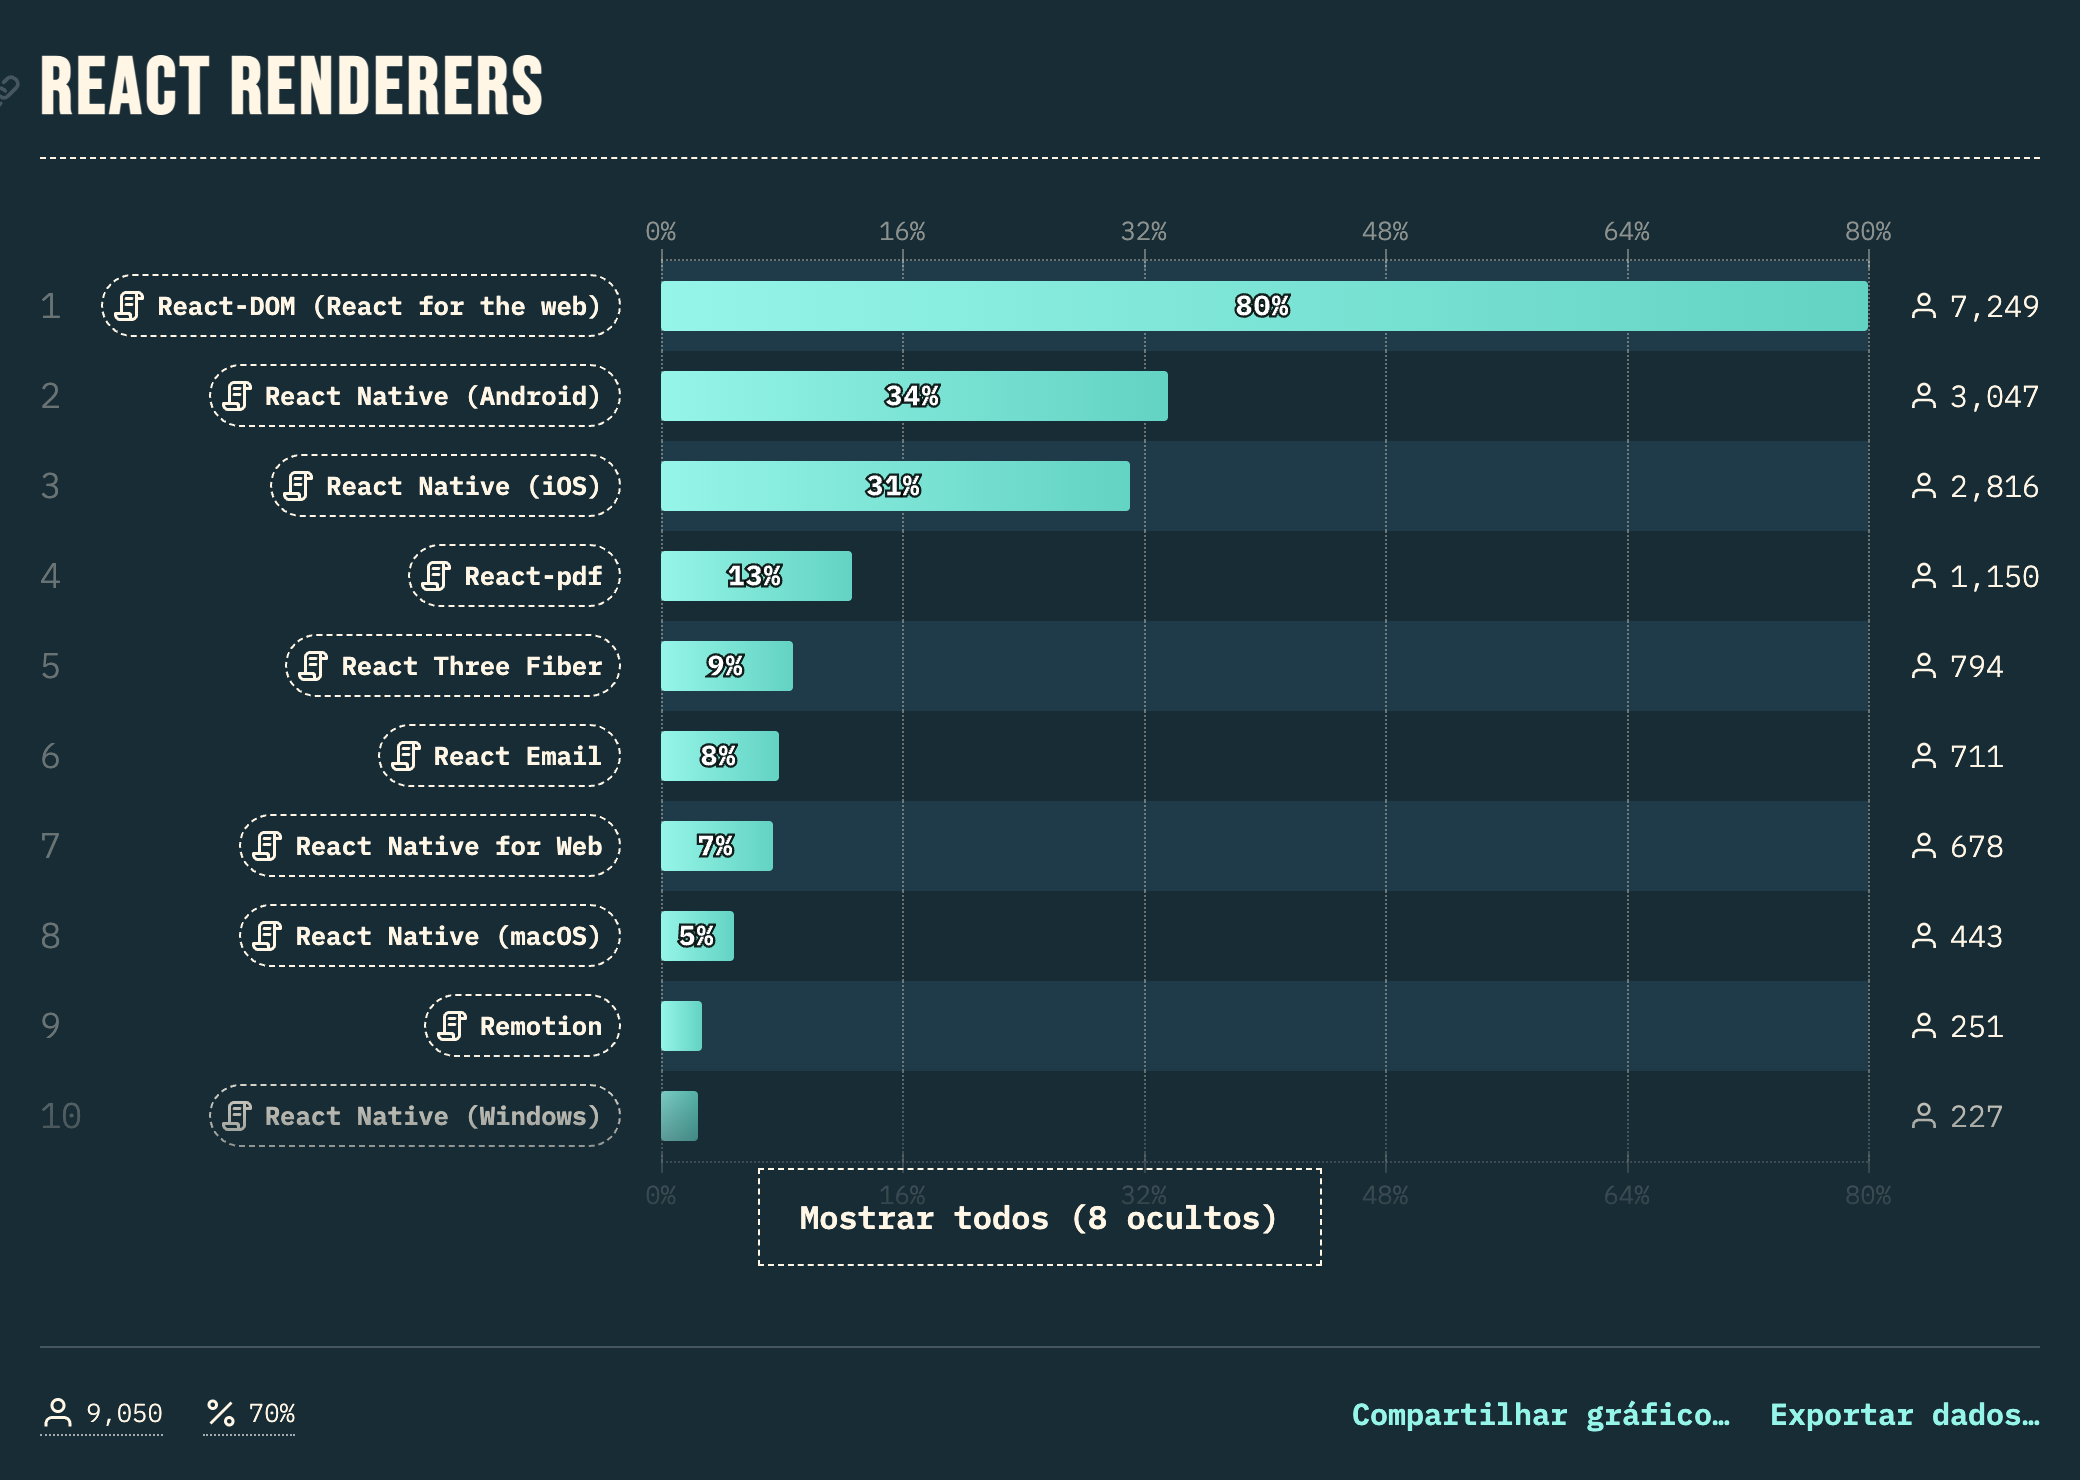 REACT RENDERERS
0% 16% 32% 48% 64% 80%
1 React-DOM (React for the web) 80% 7,249
2 React Native (Android) 34% 3,047
3 React Native (iOS) 31% 2,816
4 React-pdf 13% 1,150
5 React Three Fiber 9% 794
6 React Email 8% 711
7 React Native for Web 7% 678
8 React Native (macOS) 5% 443
9 Remotion 251
10 React Native (Windows) 227
0% 16% 32% 48% 64% 80%
Mostrar todos (8 ocultos)
9,050 70% Compartilhar gráfico… Exportar dados…